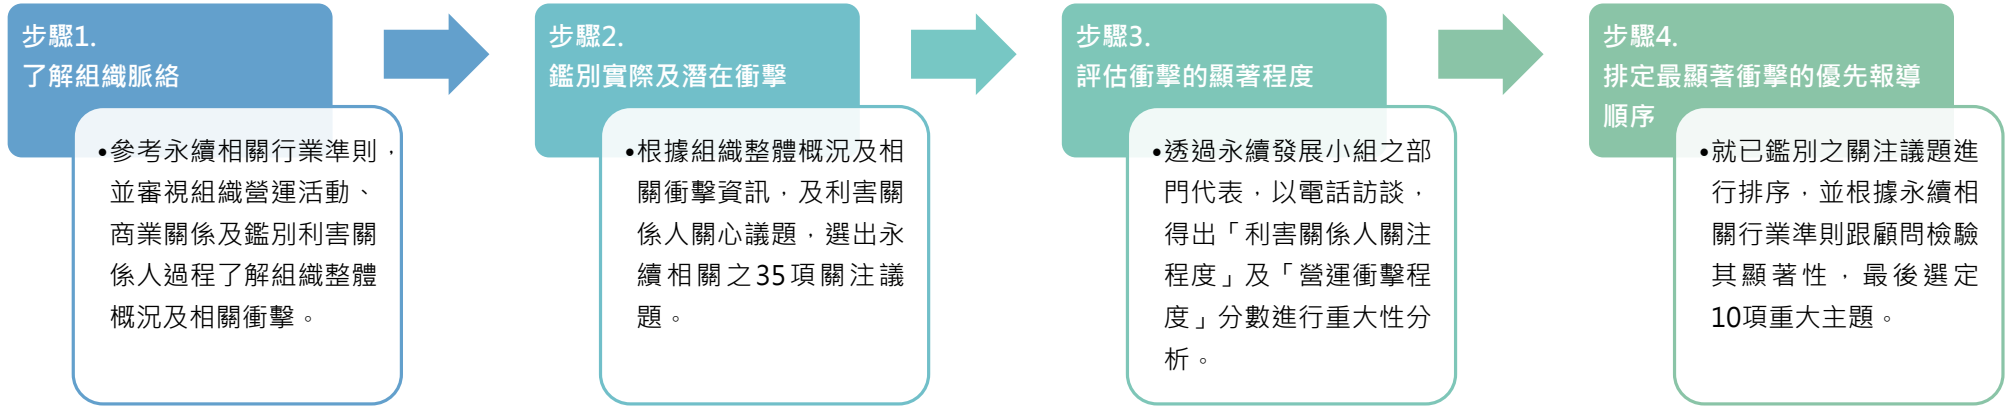 步驟1.
了解組織脈絡
•參考永續相關行業準則，
並審視組織營運活動、
商業關係及鑑別利害關
係人過程了解組織整體
概況及相關衝擊。
步驟2.
鑑別實際及潛在衝擊
•根據組織整體概況及相
關衝擊資訊，及利害關
係人關心議題，選出永
續相關之35項關注議
題。
步驟3.
評估衝擊的顯著程度
•透過永續發展小組之部
門代表，以電話訪談，
得出「利害關係人關注
程度」及「營運衝擊程
度」分數進行重大性分
析。
步驟4.
排定最顯著衝擊的優先報導
順序
•就已鑑別之關注議題進
行排序，並根據永續相
關行業準則跟顧問檢驗
其顯著性，最後選定
10項重大主題。